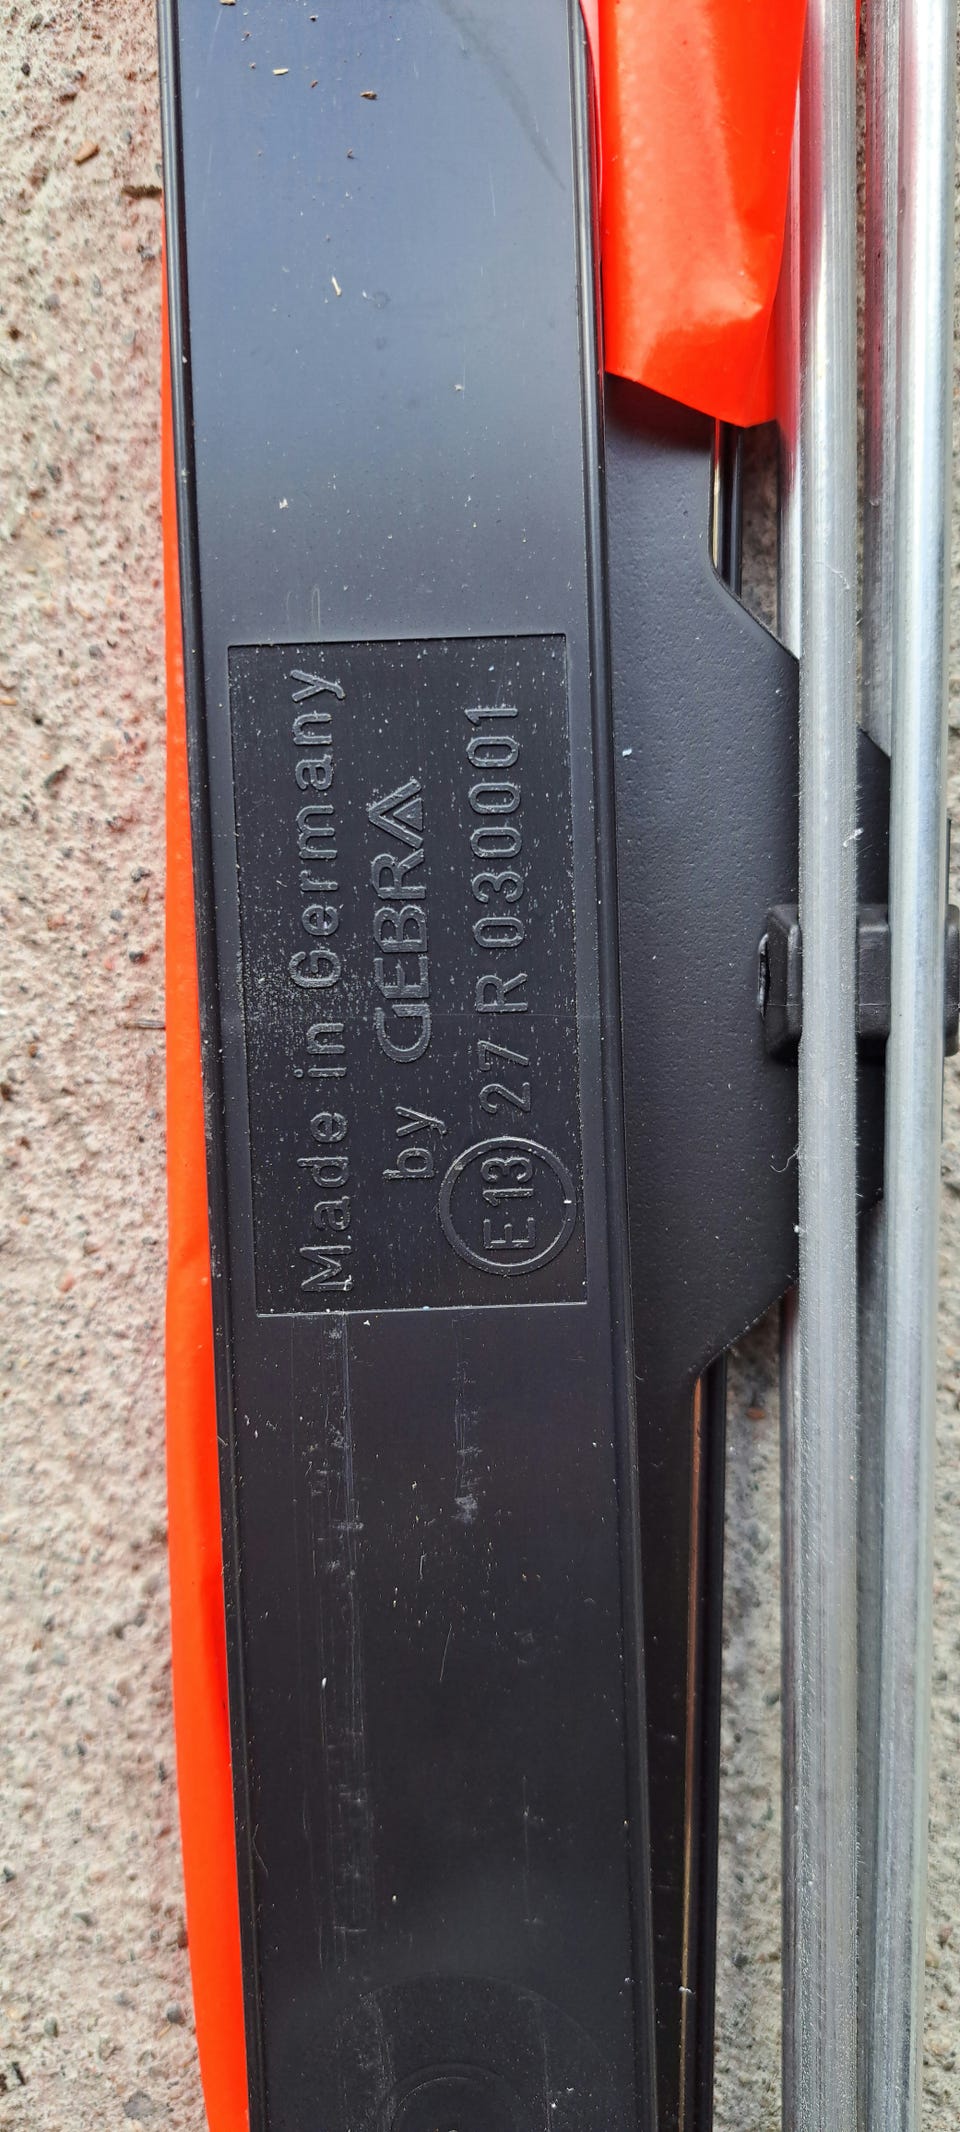 Made in Germany
by GEBRA
E13 27 R 030001